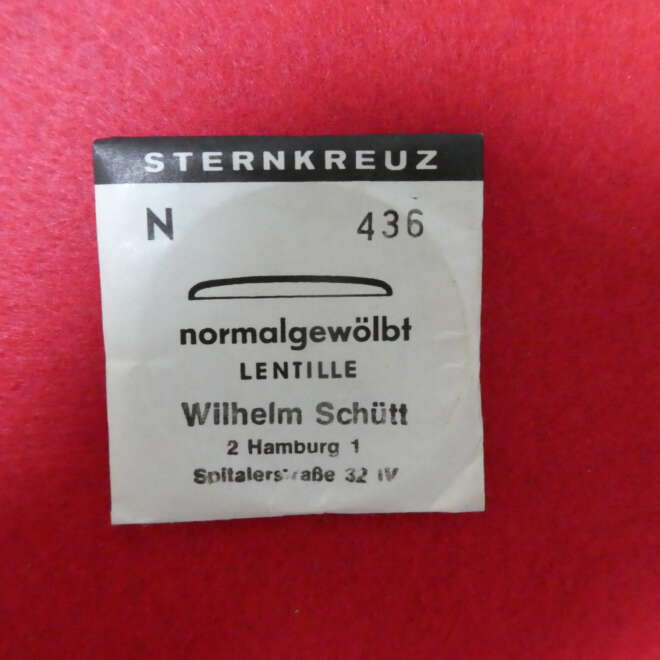 STERNKREUZ
N 436
normalgewölbt
LENTILLE
Wilhelm Schütt
2 Hamburg 1
Spitalerstraße 32 IV